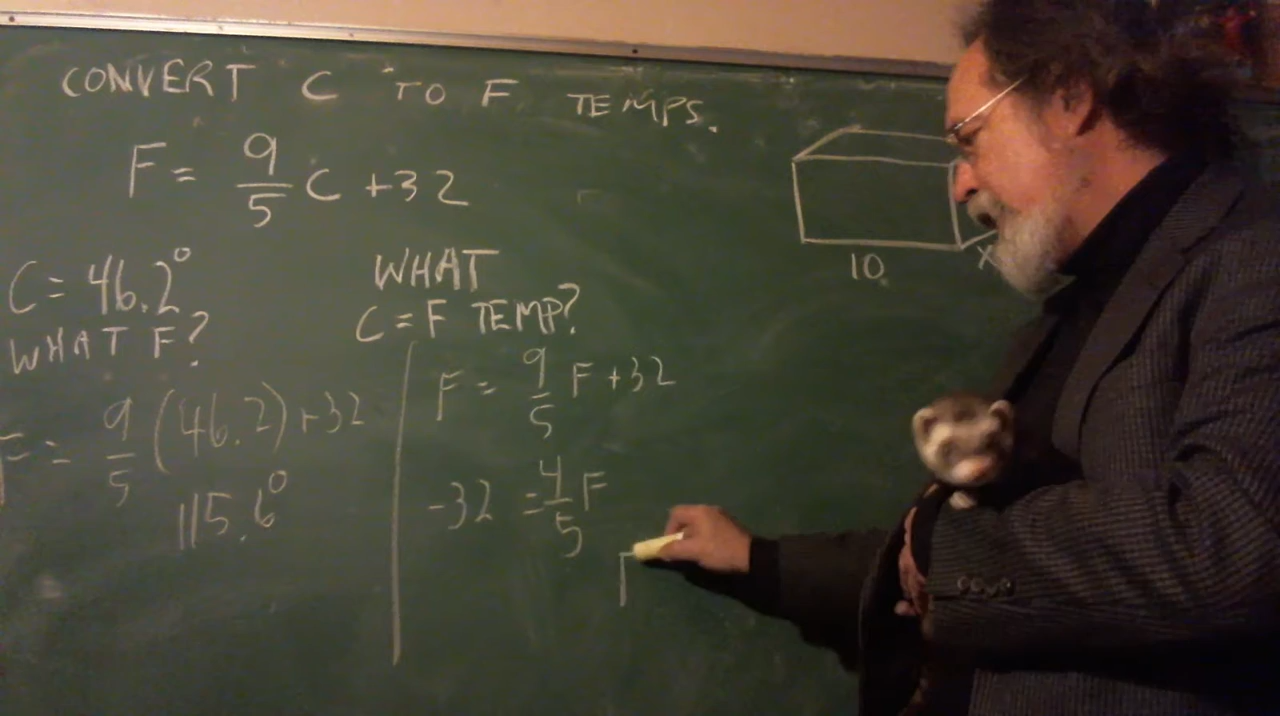 CONVERT C TO F TEMPS.
F = 9/5 C + 32
C = 46.2°
WHAT F?
F = 9/5 (46.2) + 32
115.6°
WHAT
C = F TEMP?
F = 9/5 F + 32
-32 = 4/5 F
10
x